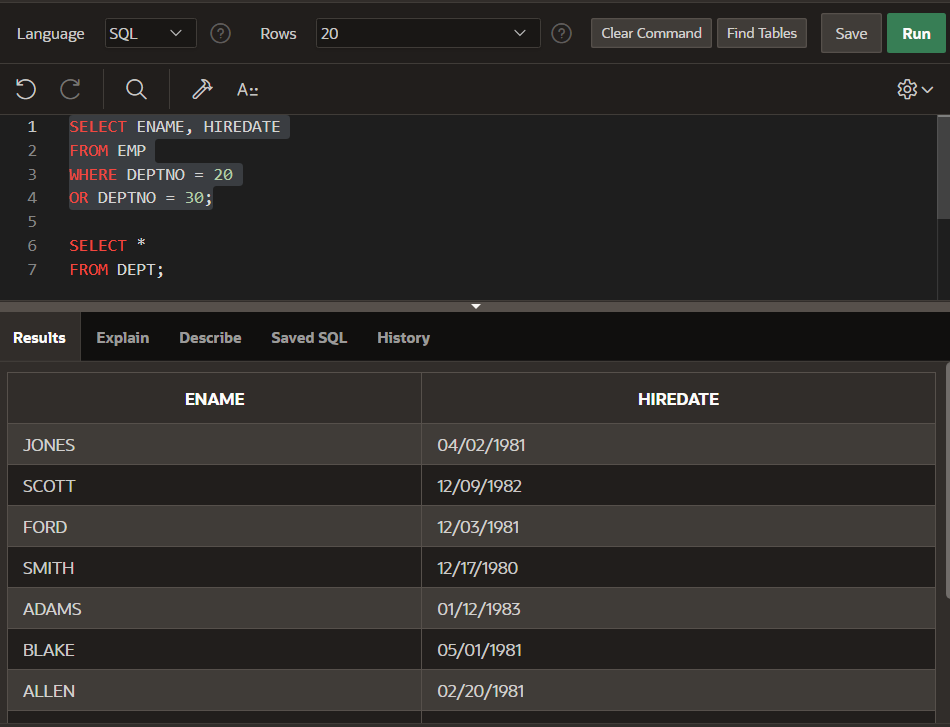 Language SQL Rows 20 Clear Command Find Tables Save Run
A::
1 SELECT ENAME, HIREDATE
2 FROM EMP
3 WHERE DEPTNO = 20
4 OR DEPTNO = 30;
5
6 SELECT *
7 FROM DEPT;
Results Explain Describe Saved SQL History
ENAME HIREDATE
JONES 04/02/1981
SCOTT 12/09/1982
FORD 12/03/1981
SMITH 12/17/1980
ADAMS 01/12/1983
BLAKE 05/01/1981
ALLEN 02/20/1981